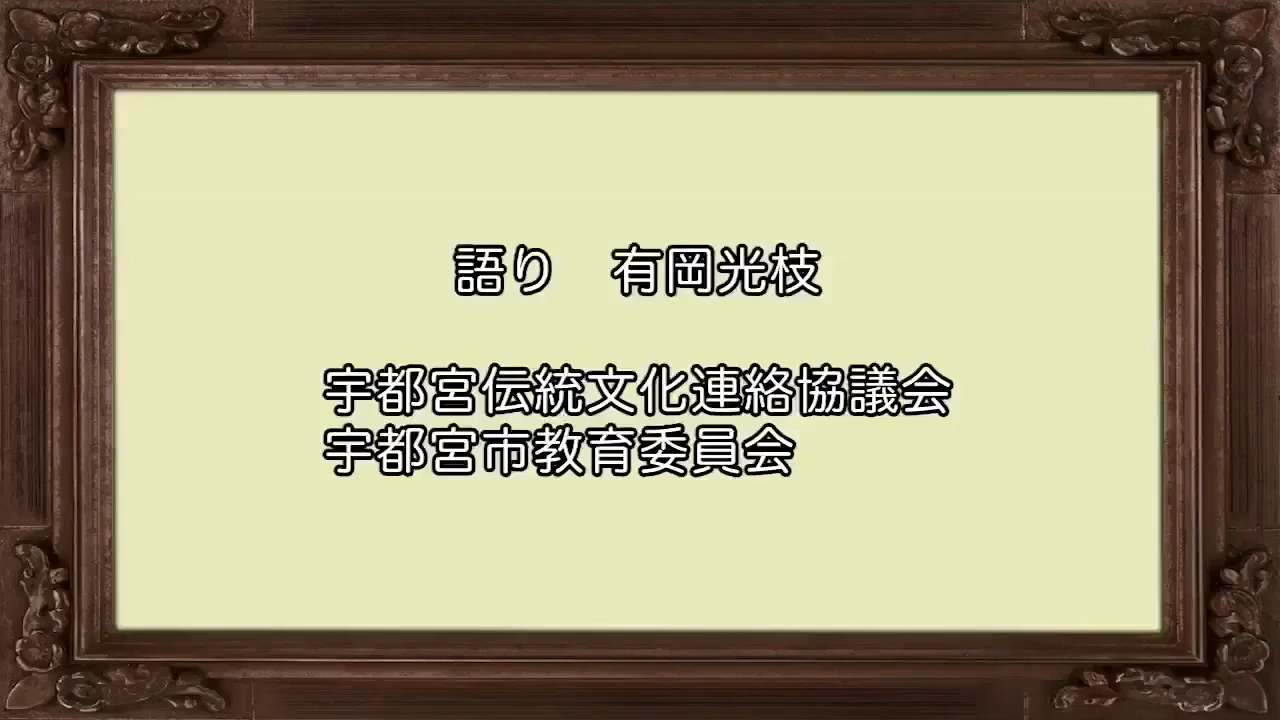 語り　有岡光枝
宇都宮伝統文化連絡協議会
宇都宮市教育委員会